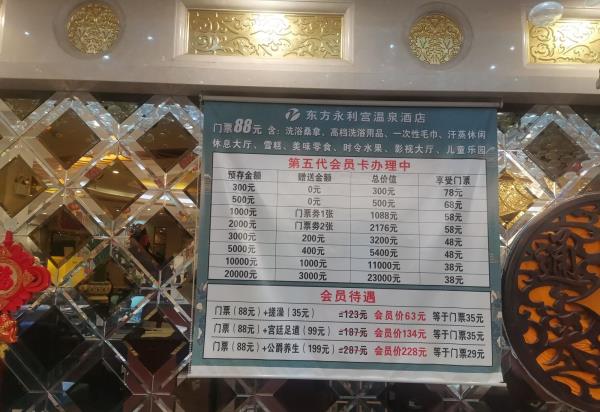 东方永利宫温泉酒店
门票88元 含：洗浴桑拿、高档洗浴用品、一次性毛巾、汗蒸休闲
休息大厅、雪糕、美味零食、时令水果、影视大厅、儿童乐园
第五代会员卡办理中
预存金额 赠送金额 总价值 享受门票
300元 0元 300元 78元
500元 0元 500元 68元
1000元 门票劵1张 1088元 58元
2000元 门票劵2张 2176元 58元
3000元 200元 3200元 48元
5000元 400元 5400元 48元
10000元 1000元 11000元 38元
20000元 3000元 23000元 38元
会员待遇
门票（88元）+搓澡（35元） =123元 会员价63元 等于门票35元
门票（88元）+宫廷足道（99元） =187元 会员价134元 等于门票35元
门票（88元）+公爵养生（199元） =287元 会员价228元 等于门票29元